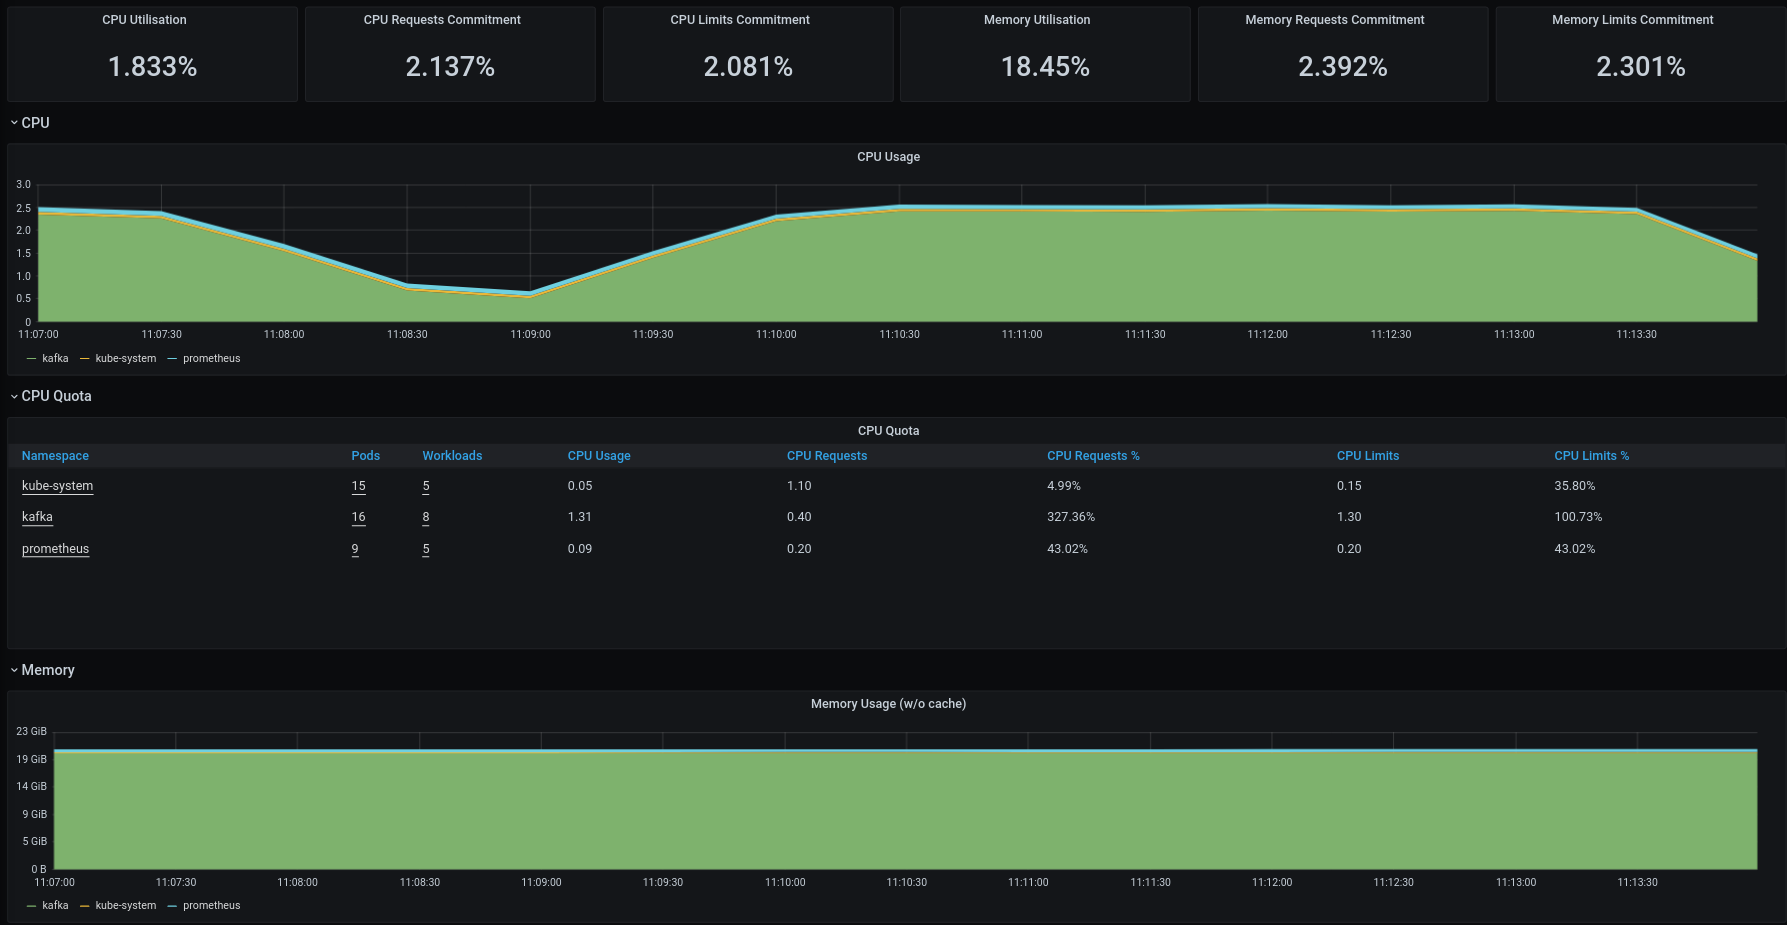 CPU Utilisation CPU Requests Commitment CPU Limits Commitment Memory Utilisation Memory Requests Commitment Memory Limits Commitment
1.833% 2.137% 2.081% 18.45% 2.392% 2.301%
CPU
CPU Usage
3.0
2.5
2.0
1.5
1.0
0.5
0
11:07:00 11:07:30 11:08:00 11:08:30 11:09:00 11:09:30 11:10:00 11:10:30 11:11:00 11:11:30 11:12:00 11:12:30 11:13:00 11:13:30
kafka kube-system prometheus
CPU Quota
CPU Quota
Namespace Pods Workloads CPU Usage CPU Requests CPU Requests % CPU Limits CPU Limits %
kube-system 15 5 0.05 1.10 4.99% 0.15 35.80%
kafka 16 8 1.31 0.40 327.36% 1.30 100.73%
prometheus 9 5 0.09 0.20 43.02% 0.20 43.02%
Memory
Memory Usage (w/o cache)
23 GiB
19 GiB
14 GiB
9 GiB
5 GiB
0 B
11:07:00 11:07:30 11:08:00 11:08:30 11:09:00 11:09:30 11:10:00 11:10:30 11:11:00 11:11:30 11:12:00 11:12:30 11:13:00 11:13:30
kafka kube-system prometheus